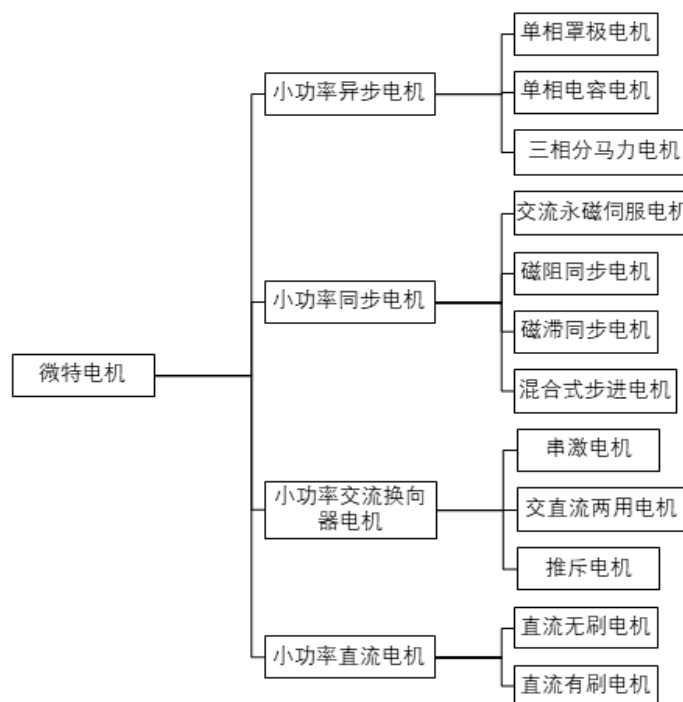 微特电机
小功率异步电机
单相罩极电机
单相电容电机
三相分马力电机
小功率同步电机
交流永磁伺服电机
磁阻同步电机
磁滞同步电机
混合式步进电机
小功率交流换向
器电机
串激电机
交直流两用电机
推斥电机
小功率直流电机
直流无刷电机
直流有刷电机